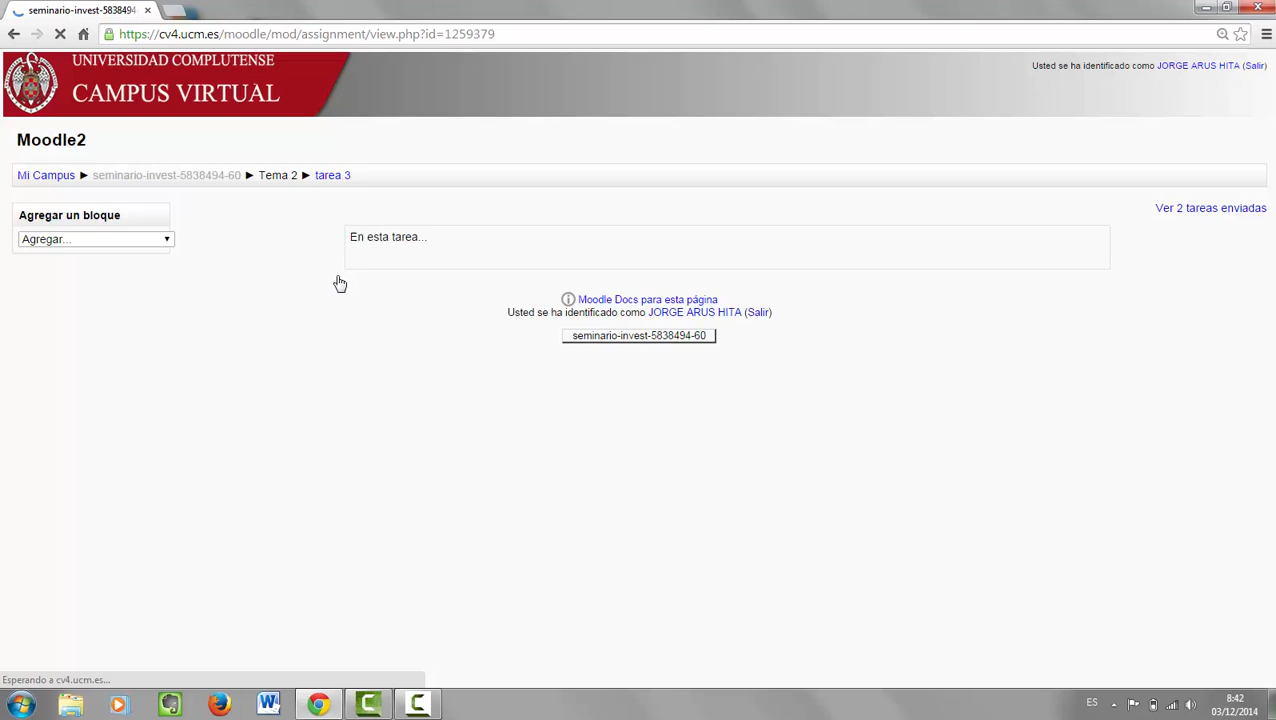 seminario-invest-5838494
https://cv4.ucm.es/moodle/mod/assignment/view.php?id=1259379
UNIVERSIDAD COMPLUTENSE
CAMPUS VIRTUAL
Usted se ha identificado como JORGE ARUS HITA (Salir)
Moodle2
Mi Campus ► seminario-invest-5838494-60 ► Tema 2 ► tarea 3
Agregar un bloque
Agregar...
Ver 2 tareas enviadas
En esta tarea...
Moodle Docs para esta página
Usted se ha identificado como JORGE ARUS HITA (Salir)
seminario-invest-5838494-60
Esperando a cv4.ucm.es...
ES
8:42
03/12/2014